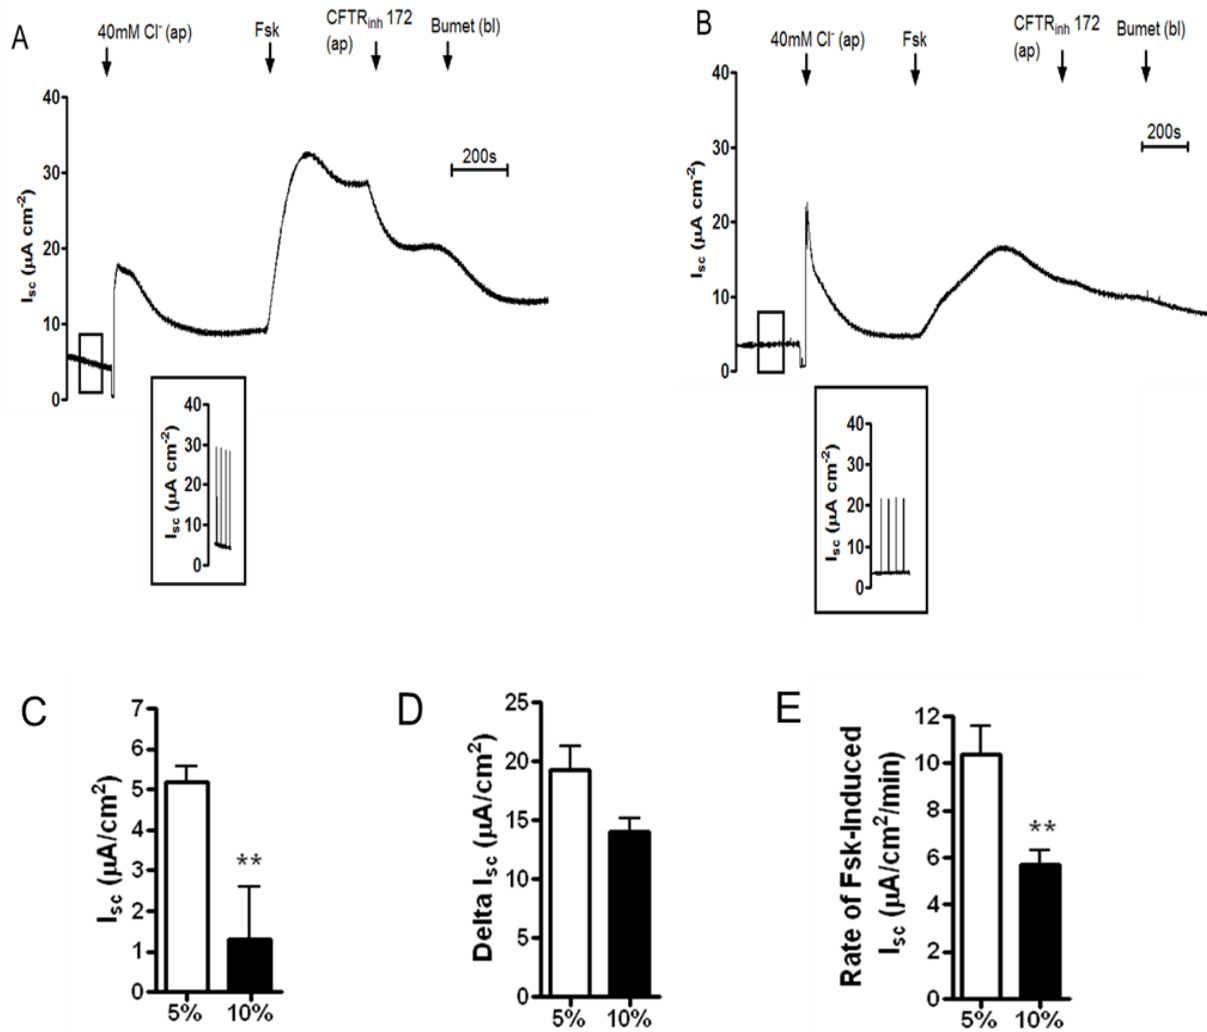 A
40mM Cl⁻ (ap)
Fsk
CFTRinh 172
(ap)
Bumet (bl)
200s
Isc (µA cm⁻²)
40
30
20
10
0
Isc (µA cm⁻²)
40
30
20
10
0
B
40mM Cl⁻ (ap)
Fsk
CFTRinh 172
(ap)
Bumet (bl)
200s
Isc (µA cm⁻²)
40
30
20
10
0
Isc (µA cm⁻²)
40
30
20
10
0
C
Isc (µA/cm²)
7
6
5
4
3
2
1
0
**
5%
10%
D
Delta Isc (µA/cm²)
25
20
15
10
5
0
5%
10%
E
Rate of Fsk-Induced
Isc (µA/cm²/min)
12
10
8
6
4
2
0
**
5%
10%